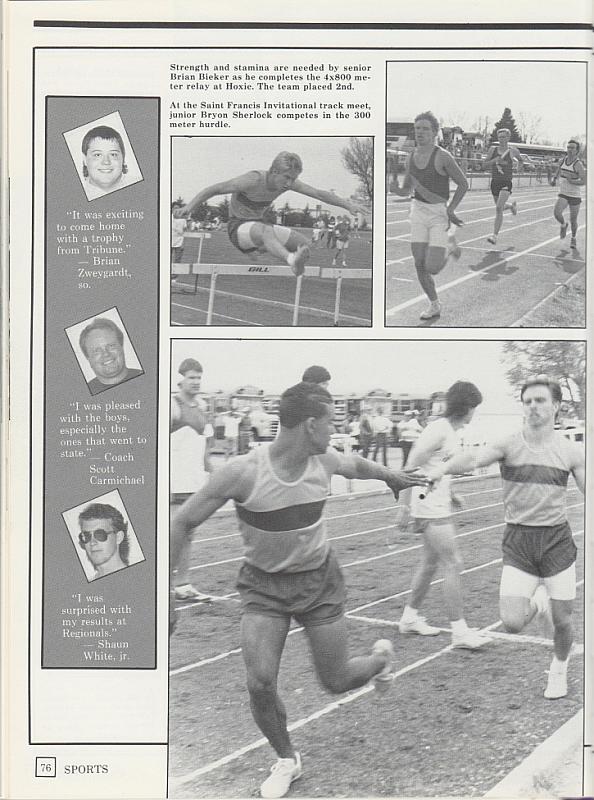 Strength and stamina are needed by senior
Brian Bieker as he completes the 4x800 me-
ter relay at Hoxie. The team placed 2nd.
At the Saint Francis Invitational track meet,
junior Bryon Sherlock competes in the 300
meter hurdle.
"It was exciting
to come home
with a trophy
from Tribune."
— Brian
Zweygardt,
so.
"I was pleased
with the boys,
especially the
ones that went to
state."
— Coach
Scott
Carmichael
"I was
surprised with
my results at
Regionals."
— Shaun
White, jr.
GILL
76 SPORTS